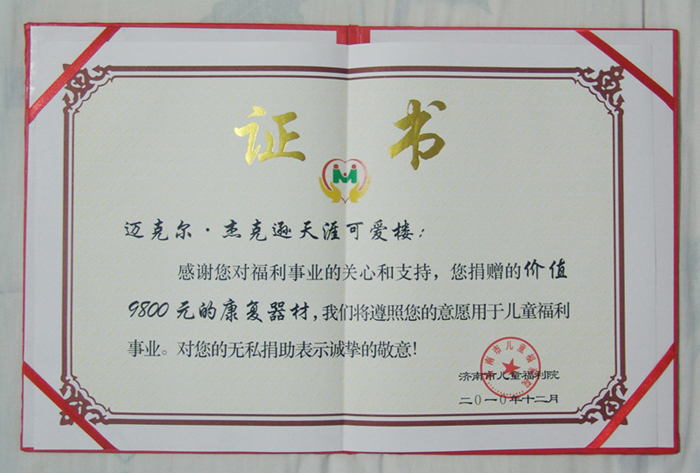 证书
迈克尔·杰克逊天涯可爱楼：
感谢您对福利事业的关心和支持，您捐赠的价值
9800元的康复器材，我们将遵照您的意愿用于儿童福利
事业。对您的无私捐助表示诚挚的敬意！
济南市儿童福利院
二〇一〇年十二月